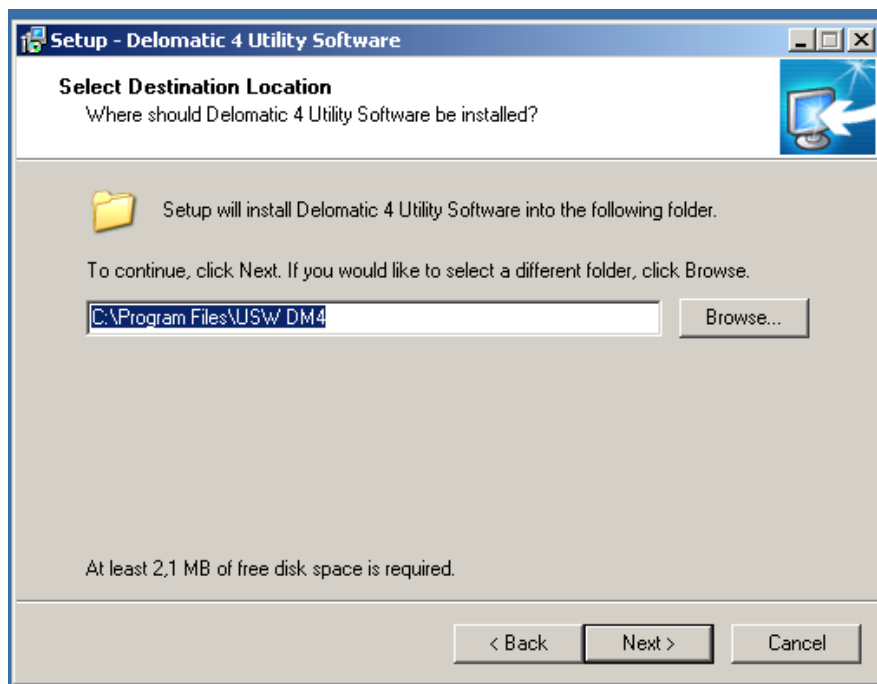 Setup - Delomatic 4 Utility Software
Select Destination Location
Where should Delomatic 4 Utility Software be installed?
Setup will install Delomatic 4 Utility Software into the following folder.
To continue, click Next. If you would like to select a different folder, click Browse.
C:\Program Files\USW DM4
Browse...
At least 2,1 MB of free disk space is required.
< Back
Next >
Cancel